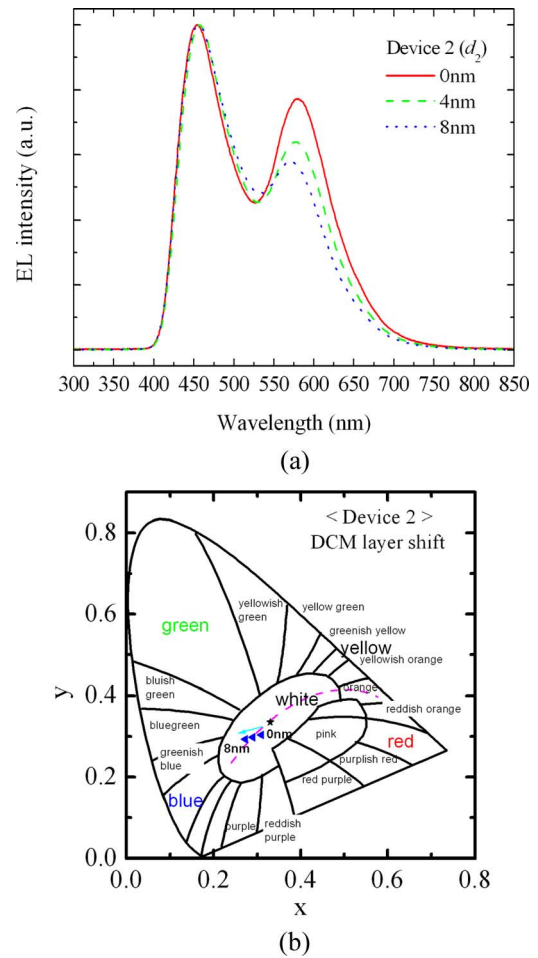 Device 2 (d2)
0nm
4nm
8nm
EL intensity (a.u.)
300 350 400 450 500 550 600 650 700 750 800 850
Wavelength (nm)
(a)
< Device 2 >
DCM layer shift
0.8
0.6
0.4
0.2
0.0
y
yellowish
green
yellow green
green
greenish yellow
yellow
yellowish orange
bluish
green
white
orange
reddish orange
bluegreen
0nm
pink
red
8nm
greenish
blue
purplish red
red purple
blue
purple
reddish
purple
0.0 0.2 0.4 0.6 0.8
x
(b)